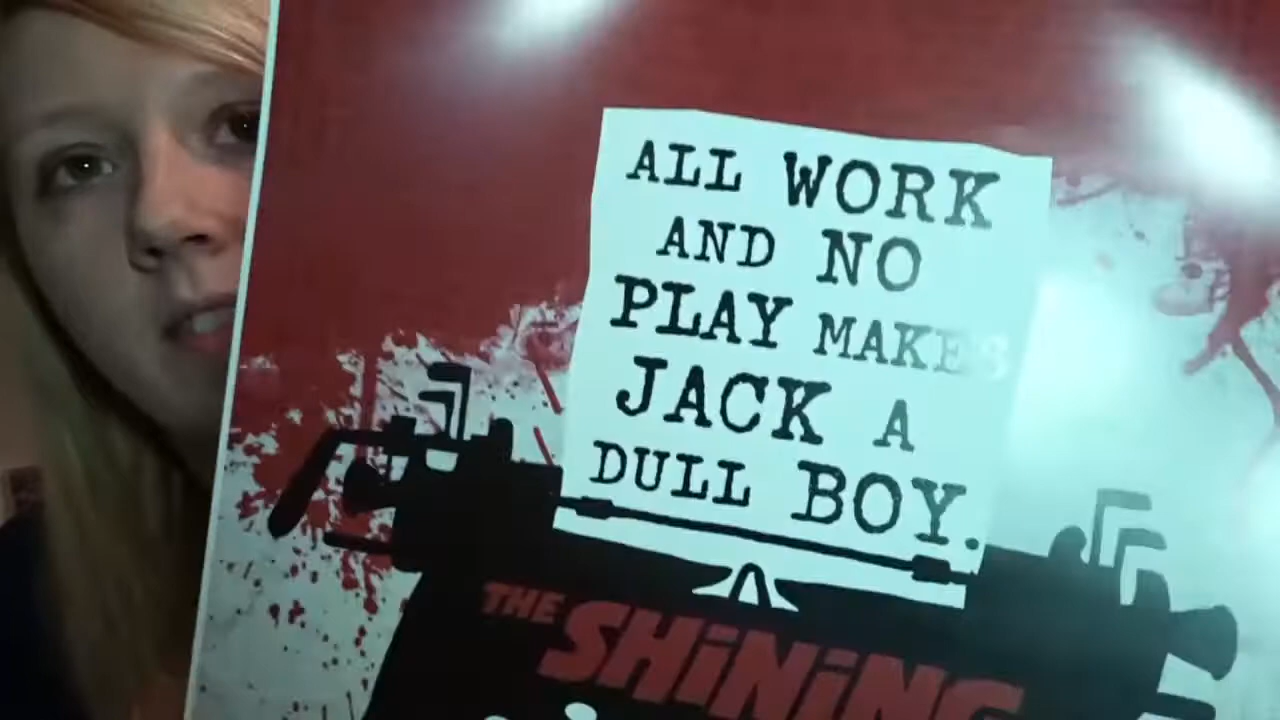 ALL WORK
AND NO
PLAY MAKES
JACK A
DULL BOY.
THE SHiNiNG